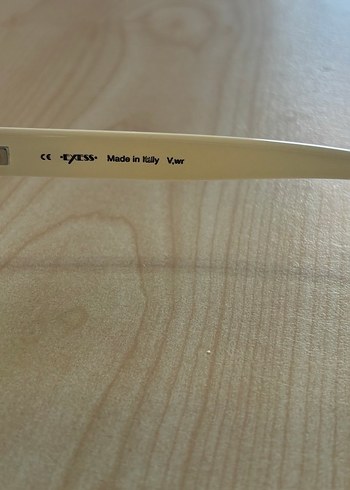 CE ·EXESS· Made in Italy V,wr